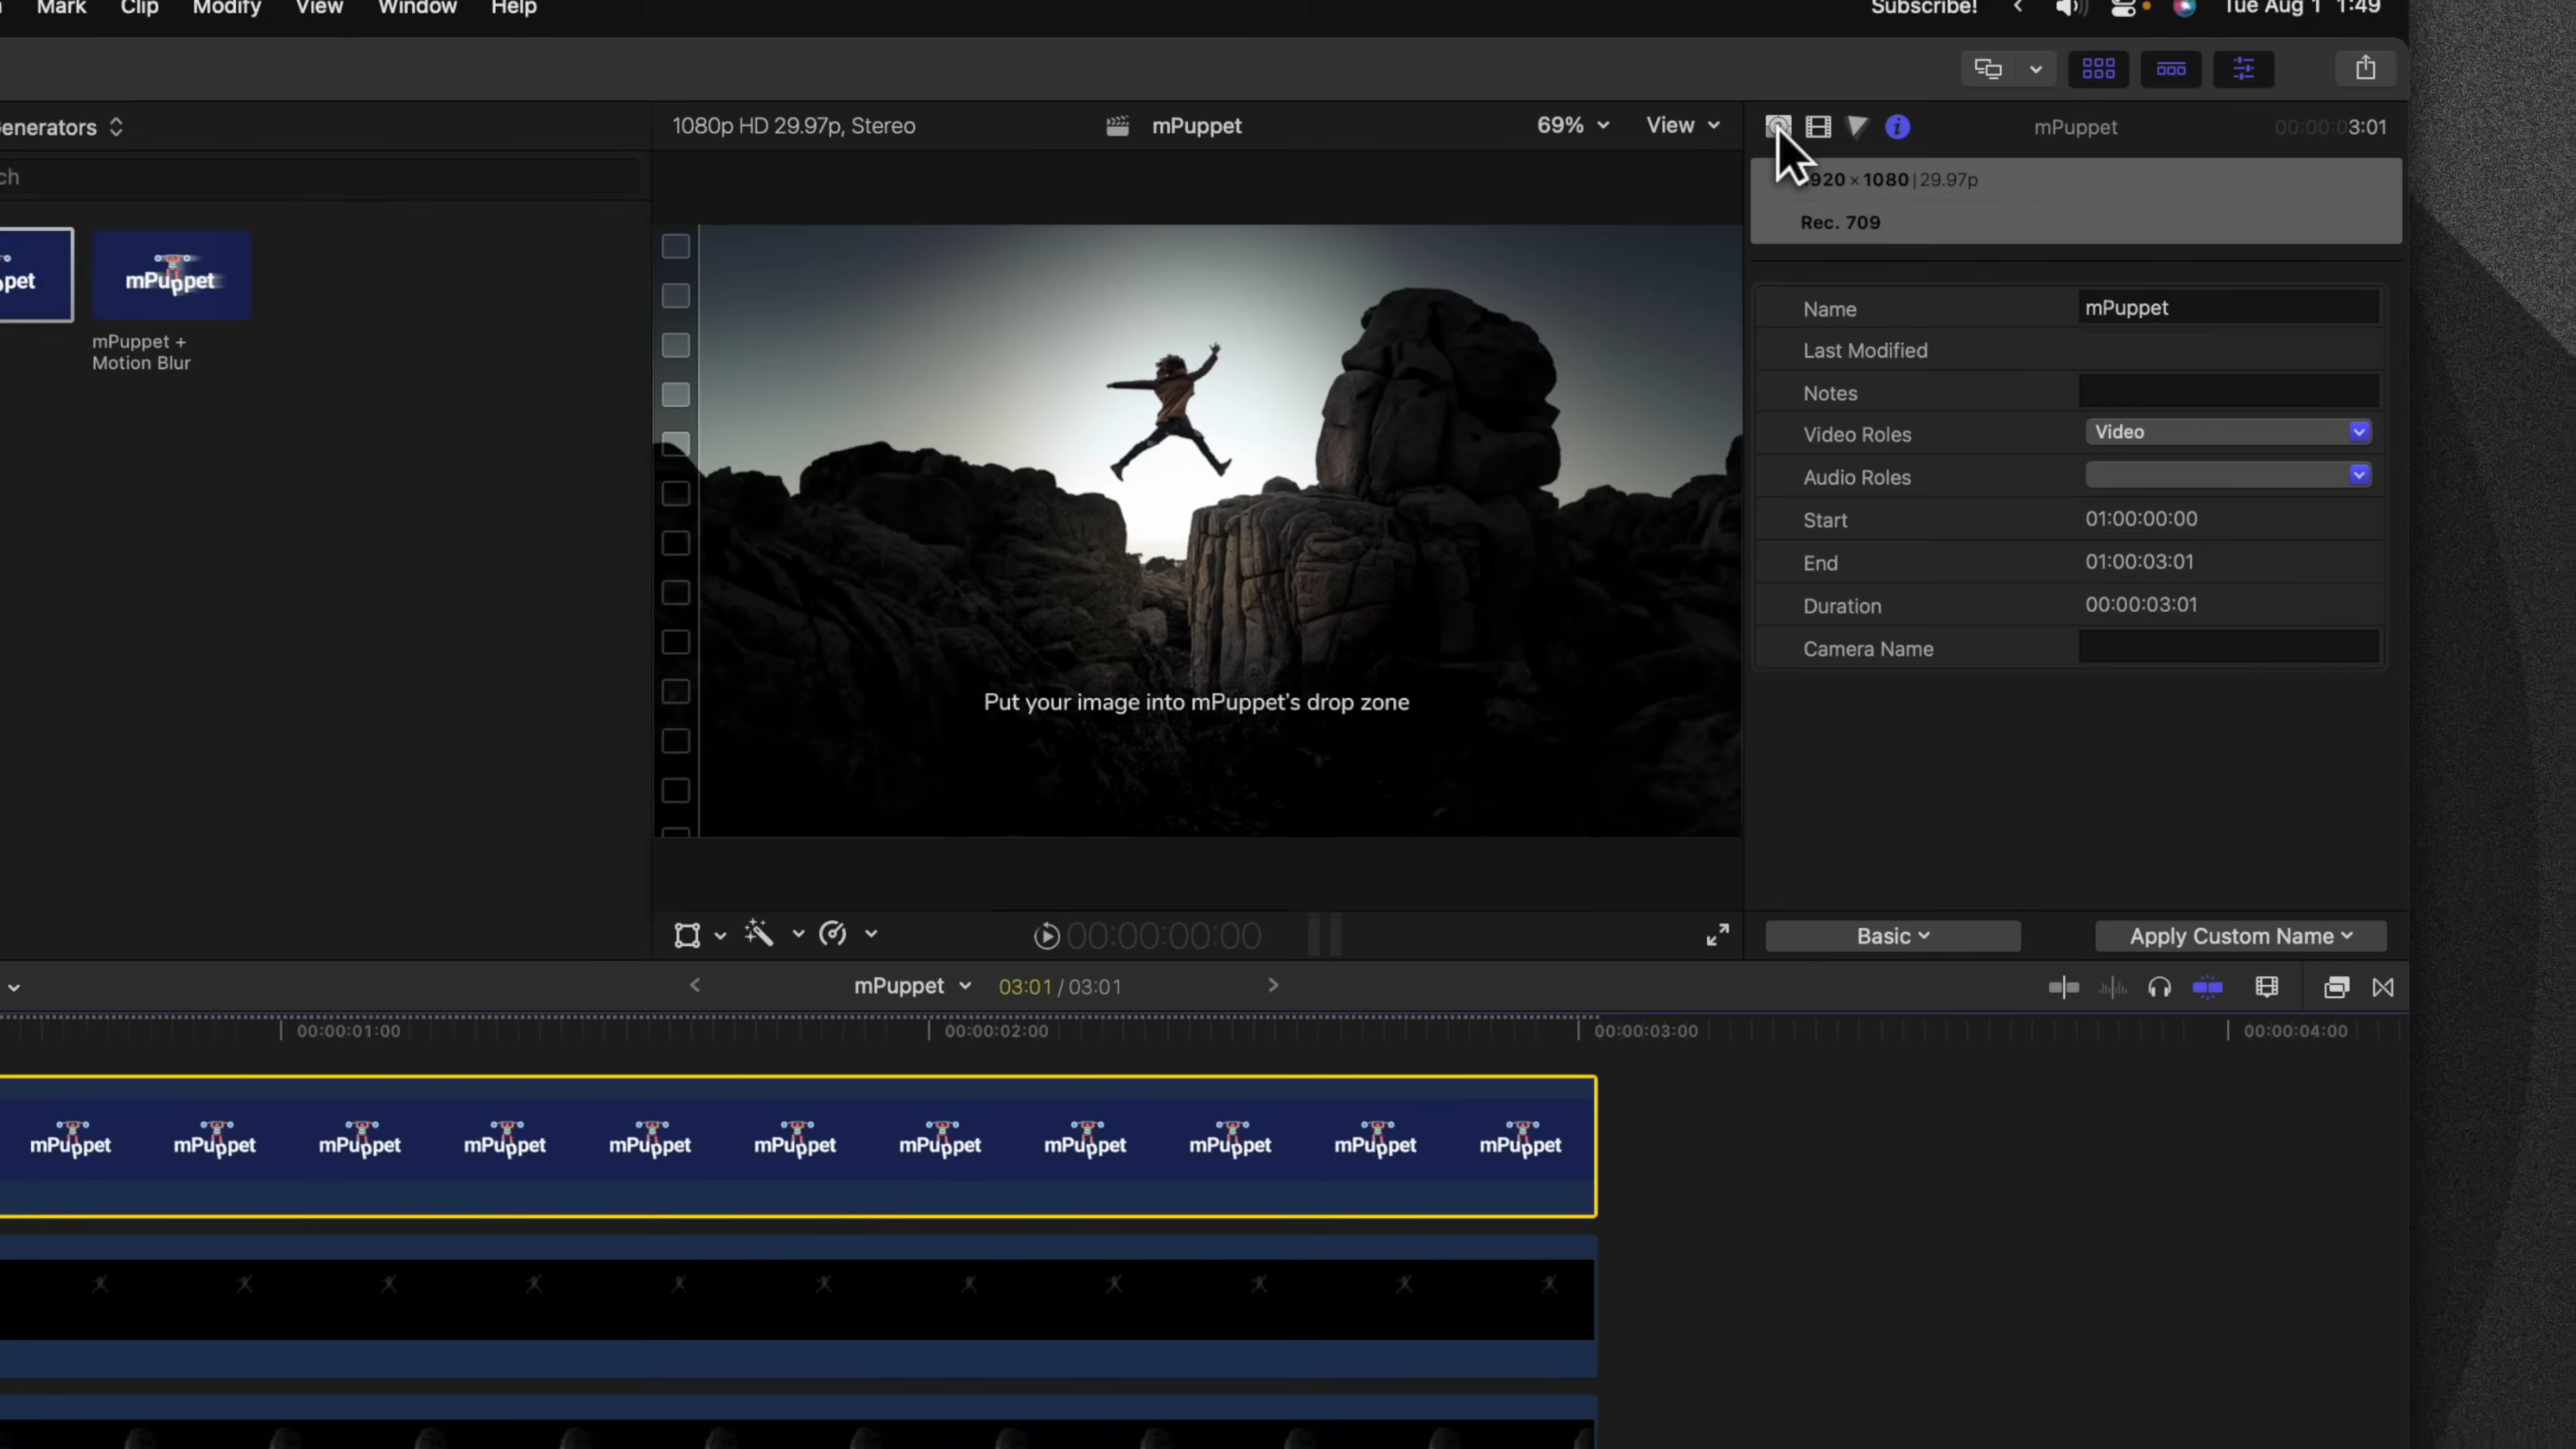 Mark Clip Modify View Window Help
Subscribe! Tue Aug 1 1:49
enerators
1080p HD 29.97p, Stereo
mPuppet
69% View
mPuppet
00:00:03:01
ch
920 × 1080 | 29.97p
Rec. 709
pet
mPuppet
mPuppet +
Motion Blur
Name mPuppet
Last Modified
Notes
Video Roles Video
Audio Roles
Start 01:00:00:00
End 01:00:03:01
Duration 00:00:03:01
Camera Name
Put your image into mPuppet's drop zone
00:00:00:00
Basic
Apply Custom Name
mPuppet 03:01 / 03:01
00:00:01:00 00:00:02:00 00:00:03:00 00:00:04:00
mPuppet mPuppet mPuppet mPuppet mPuppet mPuppet mPuppet mPuppet mPuppet mPuppet mPuppet